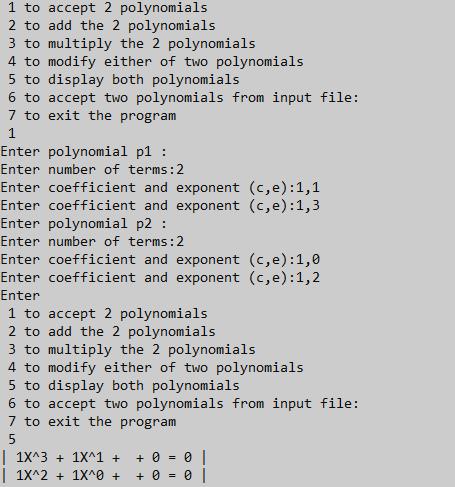 1 to accept 2 polynomials
2 to add the 2 polynomials
3 to multiply the 2 polynomials
4 to modify either of two polynomials
5 to display both polynomials
6 to accept two polynomials from input file:
7 to exit the program
1
Enter polynomial p1 :
Enter number of terms:2
Enter coefficient and exponent (c,e):1,1
Enter coefficient and exponent (c,e):1,3
Enter polynomial p2 :
Enter number of terms:2
Enter coefficient and exponent (c,e):1,0
Enter coefficient and exponent (c,e):1,2
Enter
1 to accept 2 polynomials
2 to add the 2 polynomials
3 to multiply the 2 polynomials
4 to modify either of two polynomials
5 to display both polynomials
6 to accept two polynomials from input file:
7 to exit the program
5
| 1X^3 + 1X^1 +  + 0 = 0 |
| 1X^2 + 1X^0 +  + 0 = 0 |